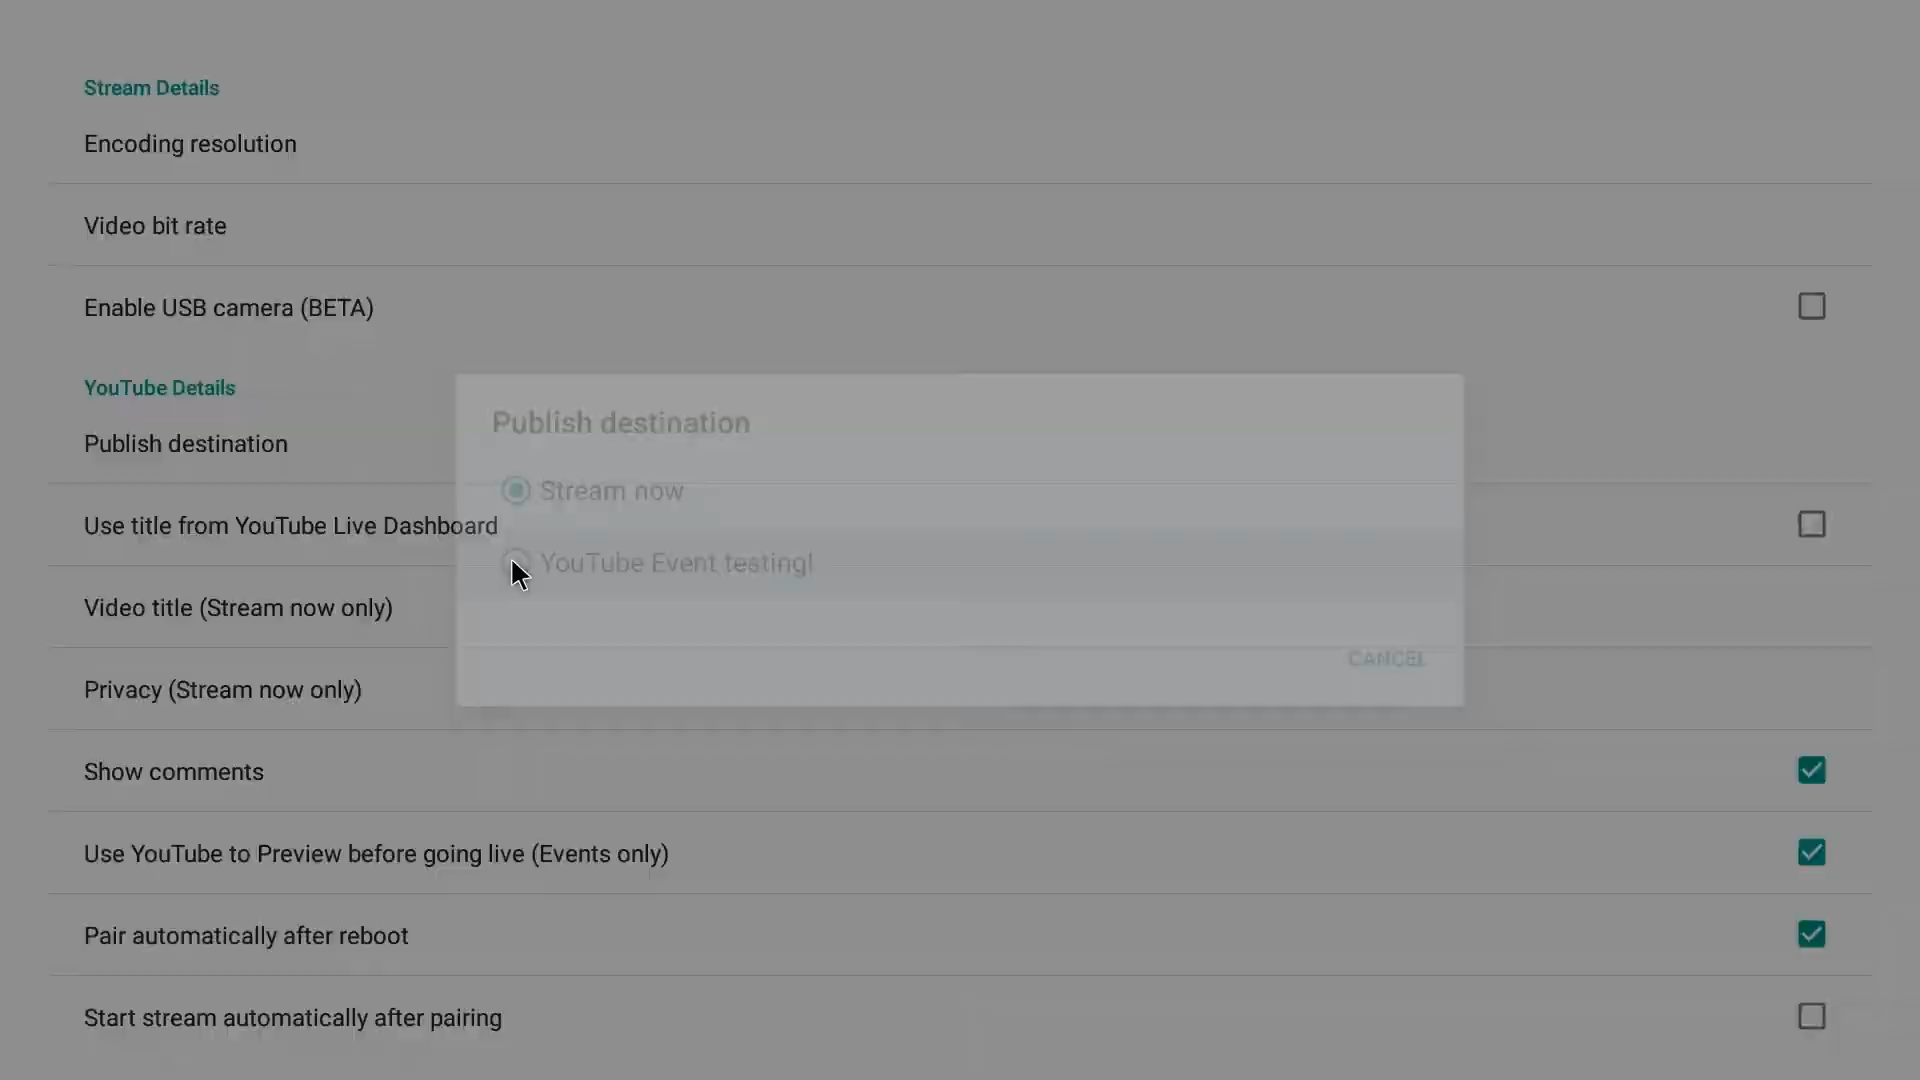 Stream Details
Encoding resolution
Video bit rate
Enable USB camera (BETA)
YouTube Details
Publish destination
Use title from YouTube Live Dashboard
Video title (Stream now only)
Privacy (Stream now only)
Show comments
Use YouTube to Preview before going live (Events only)
Pair automatically after reboot
Start stream automatically after pairing
Publish destination
Stream now
YouTube Event testing!
CANCEL